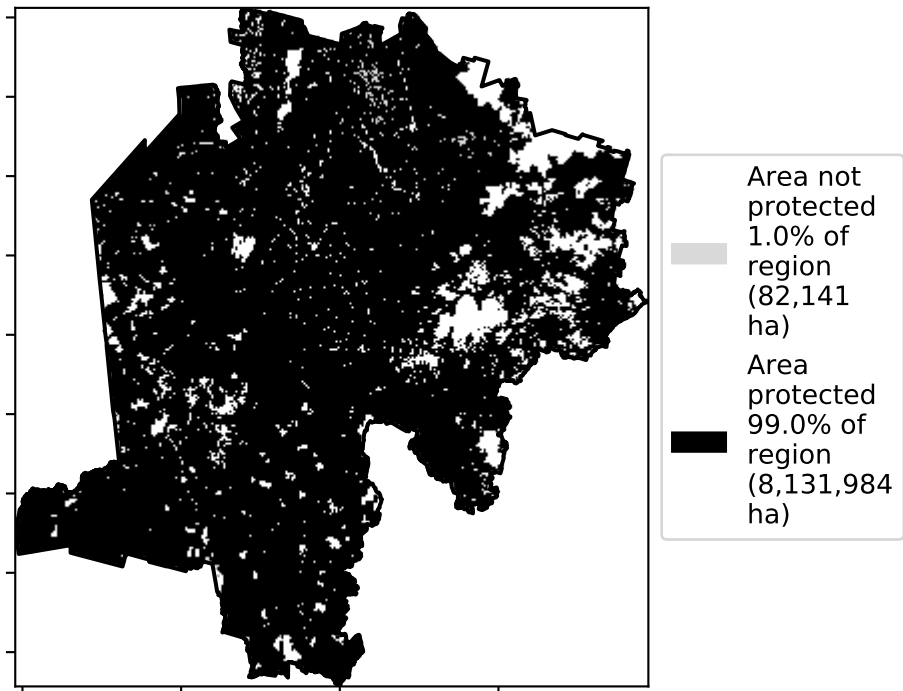 Area not
protected
1.0% of
region
(82,141
ha)
Area
protected
99.0% of
region
(8,131,984
ha)